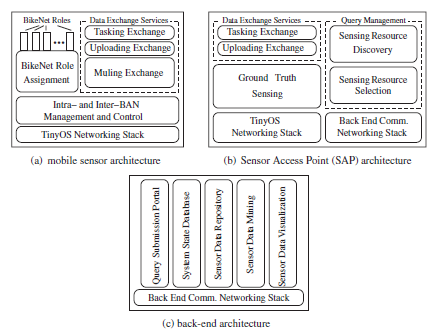 BikeNet Roles
BikeNet Role
Assignment
Data Exchange Services
Tasking Exchange
Uploading Exchange
Muling Exchange
Intra− and Inter−BAN
Management and Control
TinyOS Networking Stack
(a) mobile sensor architecture
Data Exchange Services
Tasking Exchange
Uploading Exchange
Ground Truth
Sensing
TinyOS
Networking Stack
Query Management
Sensing Resource
Discovery
Sensing Resource
Selection
Back End Comm.
Networking Stack
(b) Sensor Access Point (SAP) architecture
Query Submission Portal
System State Database
Sensor Data Repository
Sensor Data Mining
Sensor Data Visualization
Back End Comm. Networking Stack
(c) back-end architecture